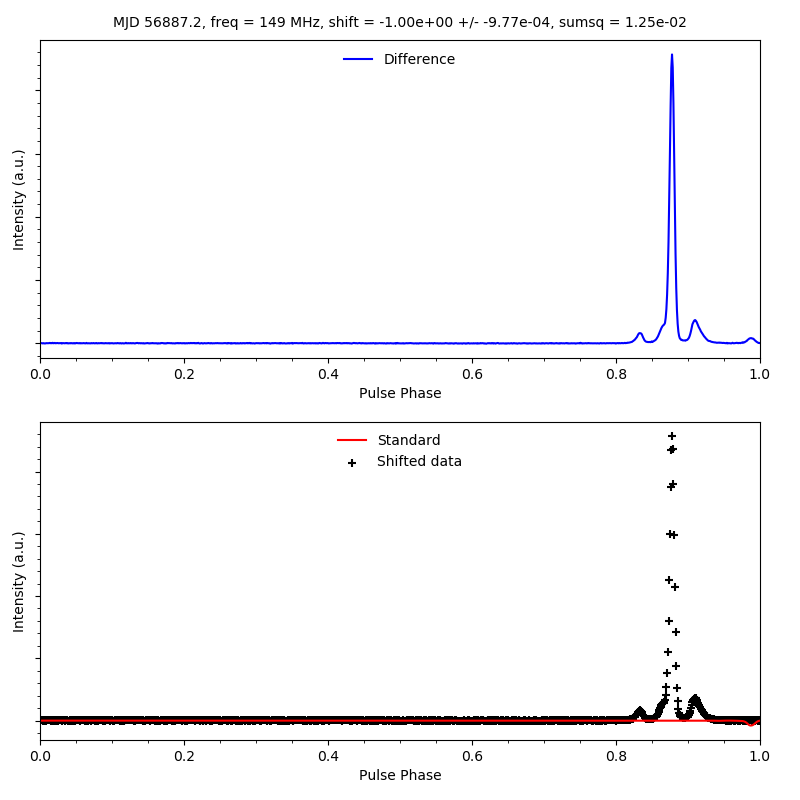 MJD 56887.2, freq = 149 MHz, shift = -1.00e+00 +/- -9.77e-04, sumsq = 1.25e-02
Difference
Intensity (a.u.)
0.0 0.2 0.4 0.6 0.8 1.0
Pulse Phase
Standard
Shifted data
Intensity (a.u.)
0.0 0.2 0.4 0.6 0.8 1.0
Pulse Phase